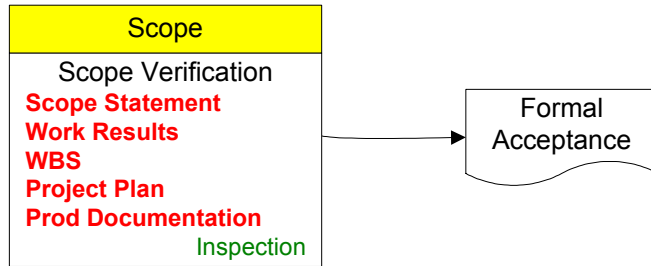 Scope
Scope Verification
Scope Statement
Work Results
WBS
Project Plan
Prod Documentation
Inspection
Formal
Acceptance